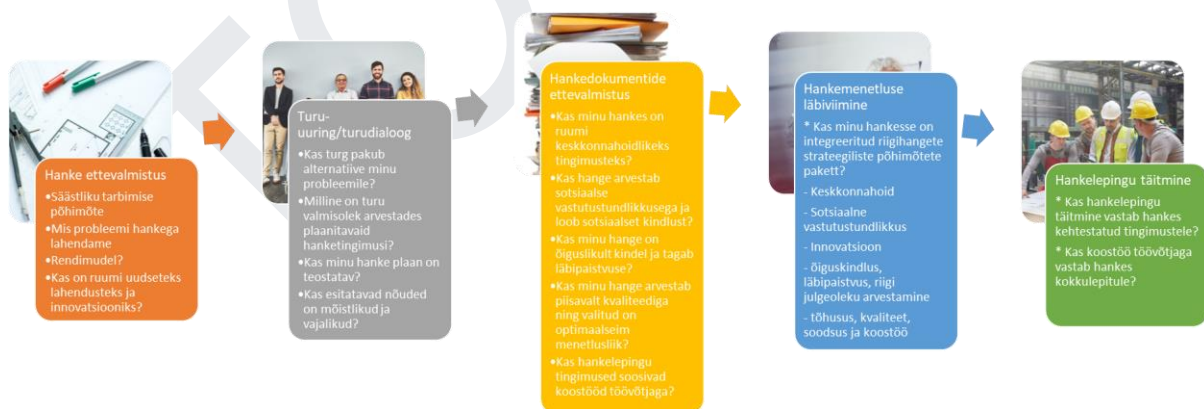 Hanke ettevalmistus
•Säästliku tarbimise
põhimõte
•Mis probleemi hankega
lahendame
•Rendimudel?
•Kas on ruumi uudseteks
lahendusteks ja
innovatsiooniks?
Turu-
uuring/turudialoog
•Kas turg pakub
alternatiive minu
probleemile?
•Milline on turu
valmisolek arvestades
plaanitavaid
hanketingimusi?
•Kas minu hanke plaan on
teostatav?
•Kas esitatavad nõuded
on mõistlikud ja
vajalikud?
Hankedokumentide
ettevalmistus
•Kas minu hankes on
ruumi
keskkonnahoidlikeks
tingimusteks?
•Kas hange arvestab
sotsiaalse
vastutustundlikkusega ja
loob sotsiaalset kindlust?
•Kas minu hange on
õiguslikult kindel ja tagab
läbipaistvuse?
•Kas minu hange arvestab
piisavalt kvaliteediga
ning valitud on
optimaalseim
menetlusliik?
•Kas hankelepingu
tingimused soosivad
koostööd töövõtjaga?
Hankemenetluse
läbiviimine
* Kas minu hankesse on
integreeritud riigihangete
strateegiliste põhimõtete
pakett?
- Keskkonnahoid
- Sotsiaalne
vastutustundlikkus
- Innovatsioon
- õiguskindlus,
läbipaistvus, riigi
julgeoleku arvestamine
- tõhusus, kvaliteet,
soodsus ja koostöö
Hankelepingu täitmine
* Kas hankelepingu
täitmine vastab hankes
kehtestatud tingimustele?
* Kas koostöö töövõtjaga
vastab hankes
kokkulepitule?